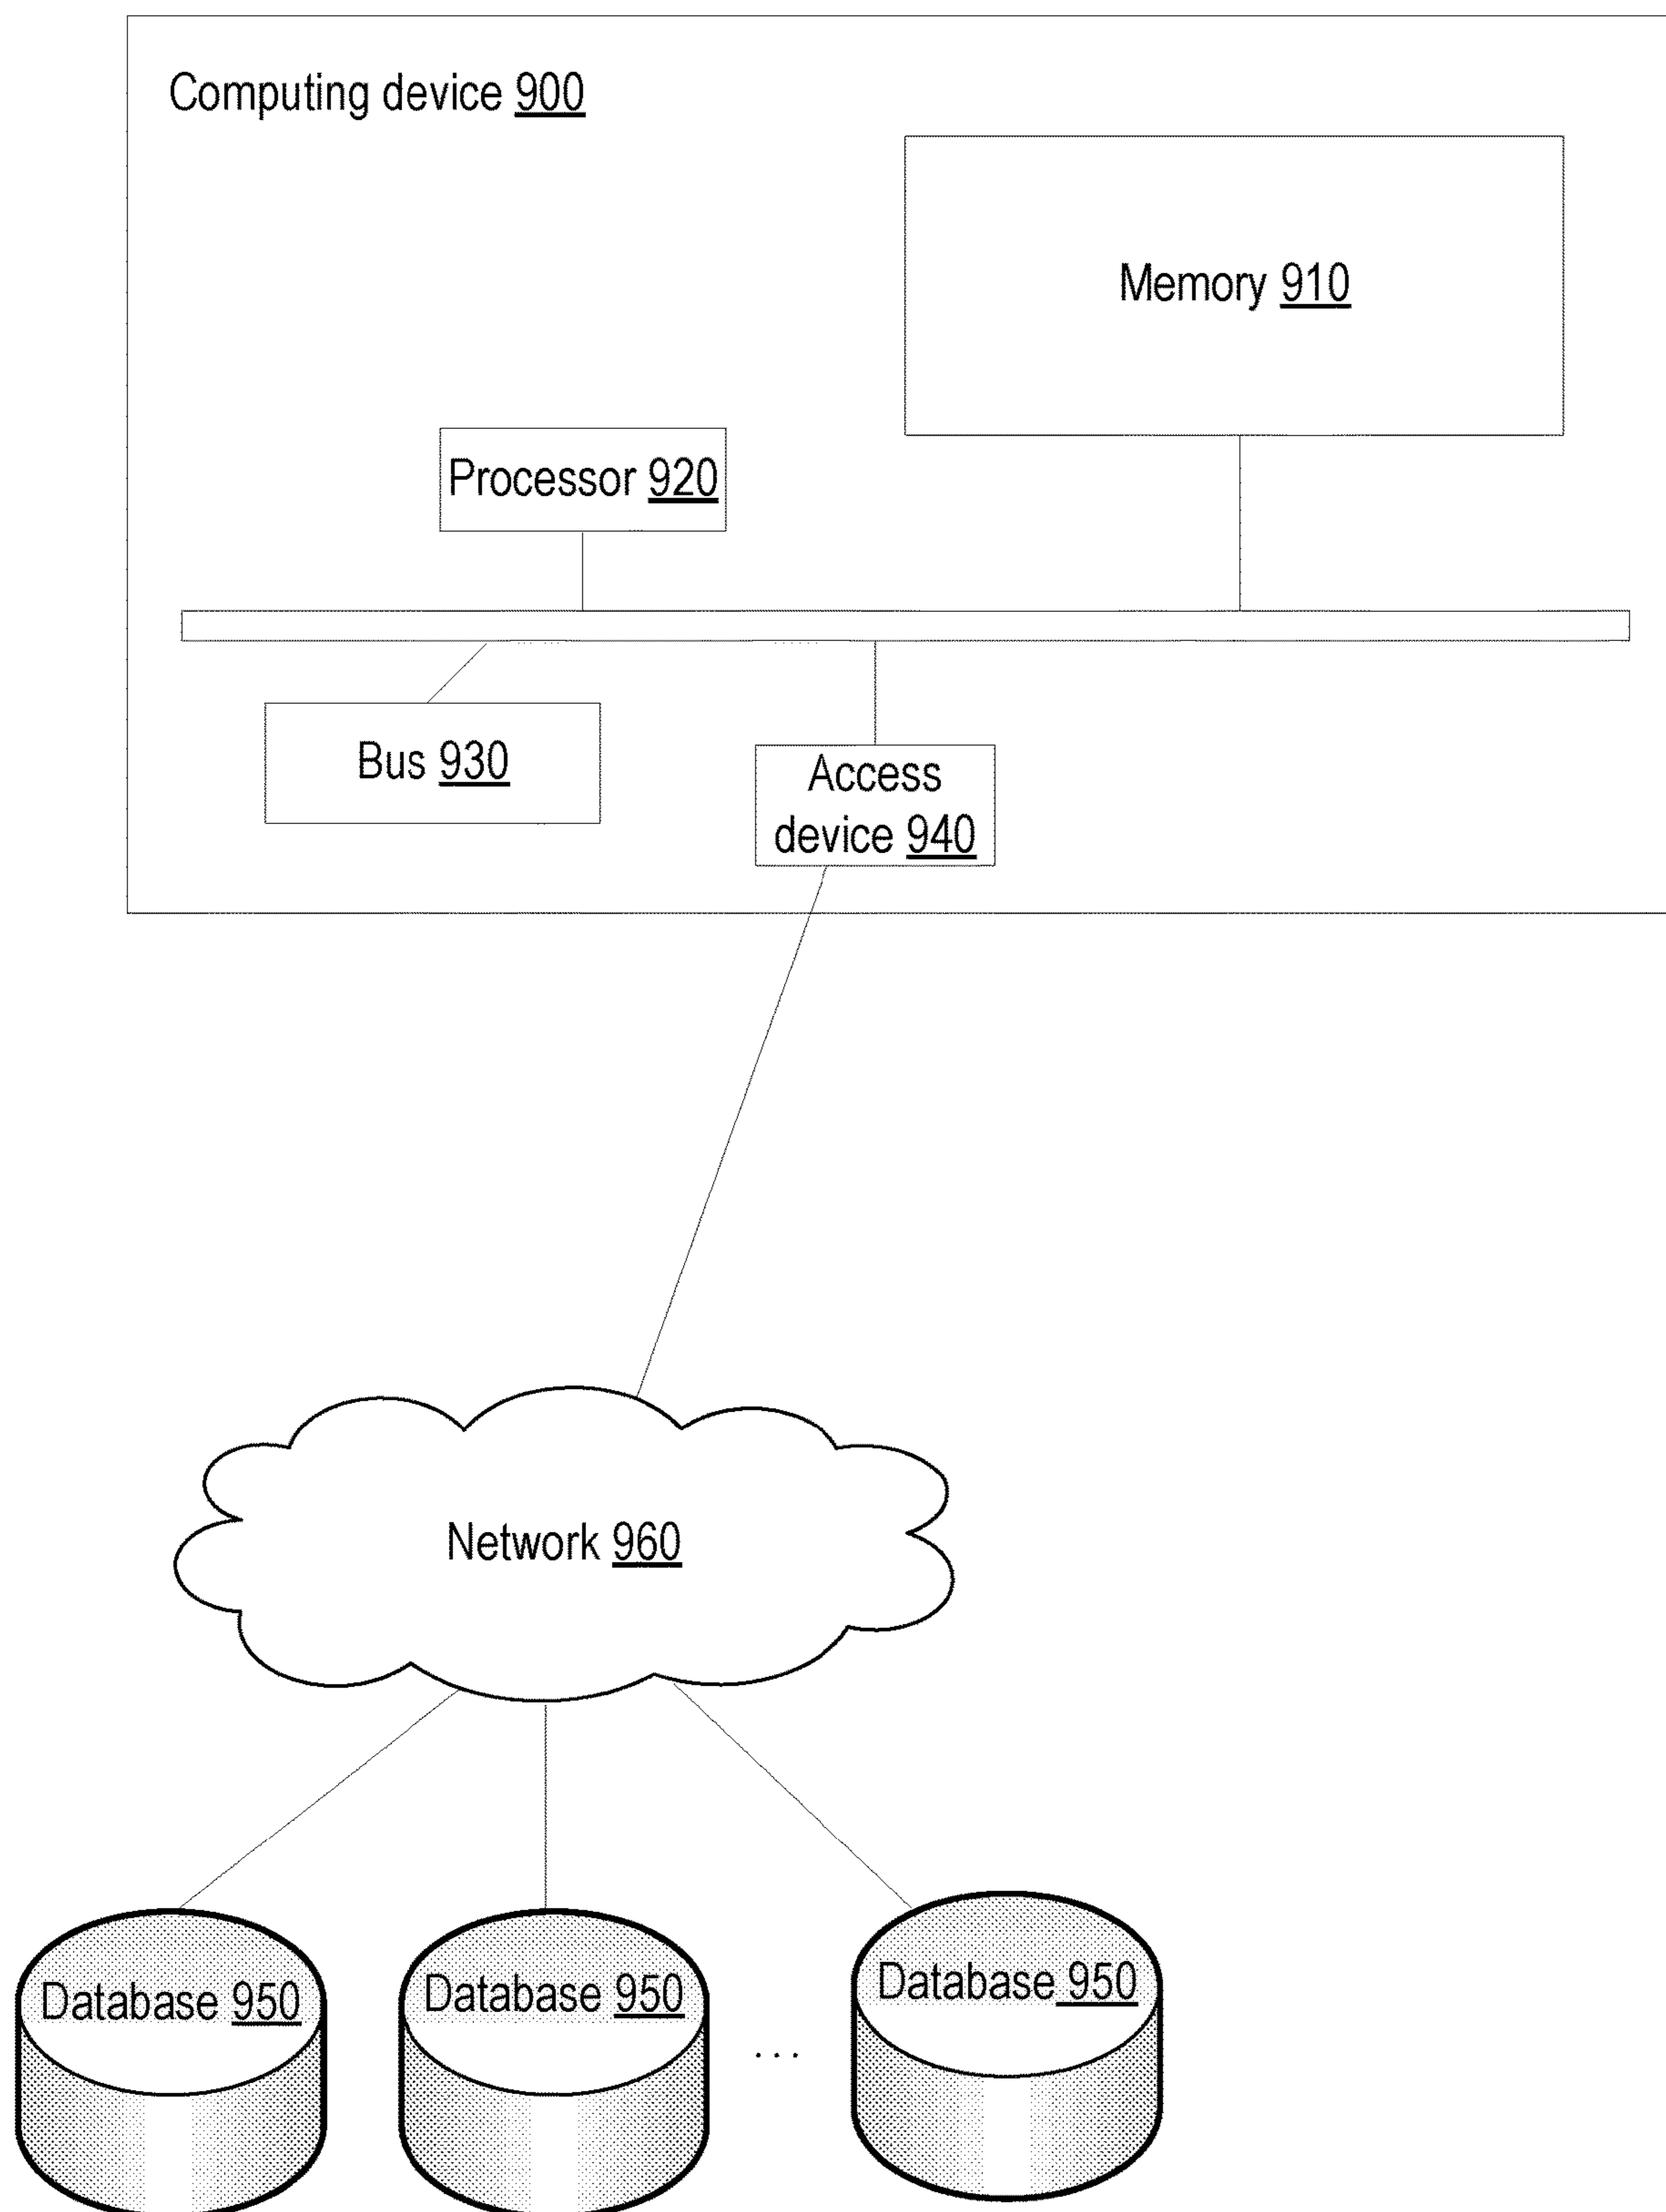 Computing device 900
Memory 910
Processor 920
Bus 930
Access
device 940
Network 960
Database 950
Database 950
...
Database 950